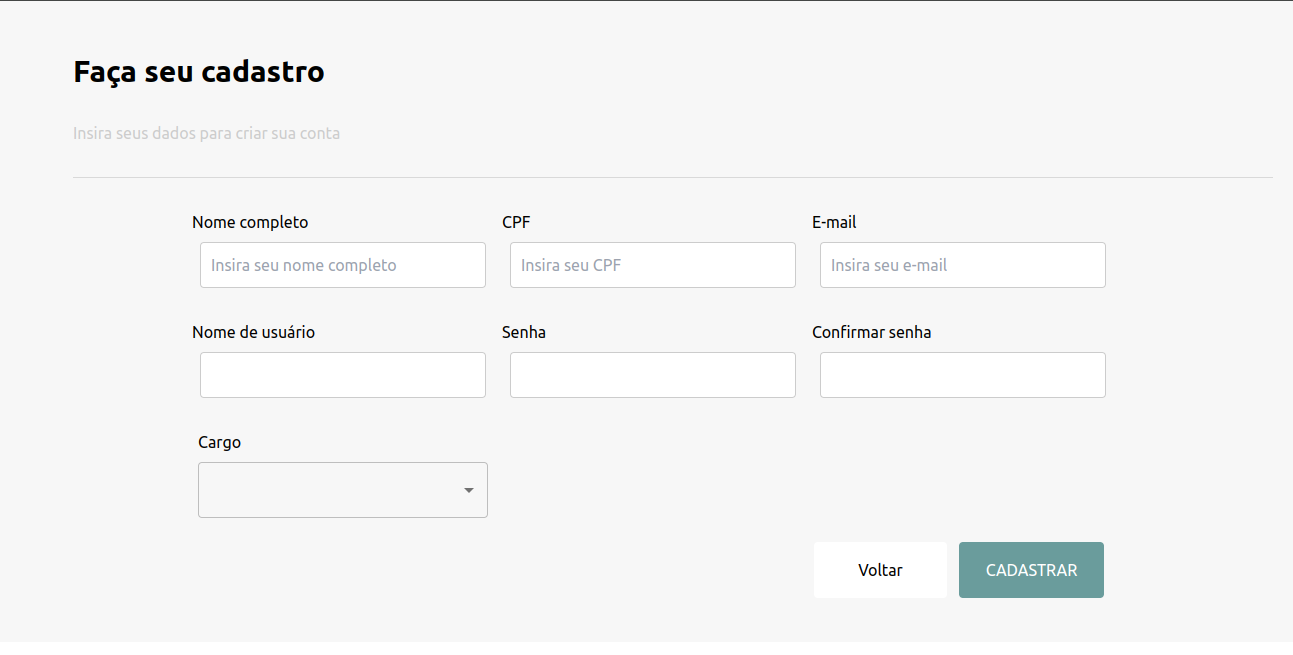 Faça seu cadastro
Insira seus dados para criar sua conta
Nome completo CPF E-mail
Insira seu nome completo Insira seu CPF Insira seu e-mail
Nome de usuário Senha Confirmar senha
Cargo
Voltar CADASTRAR